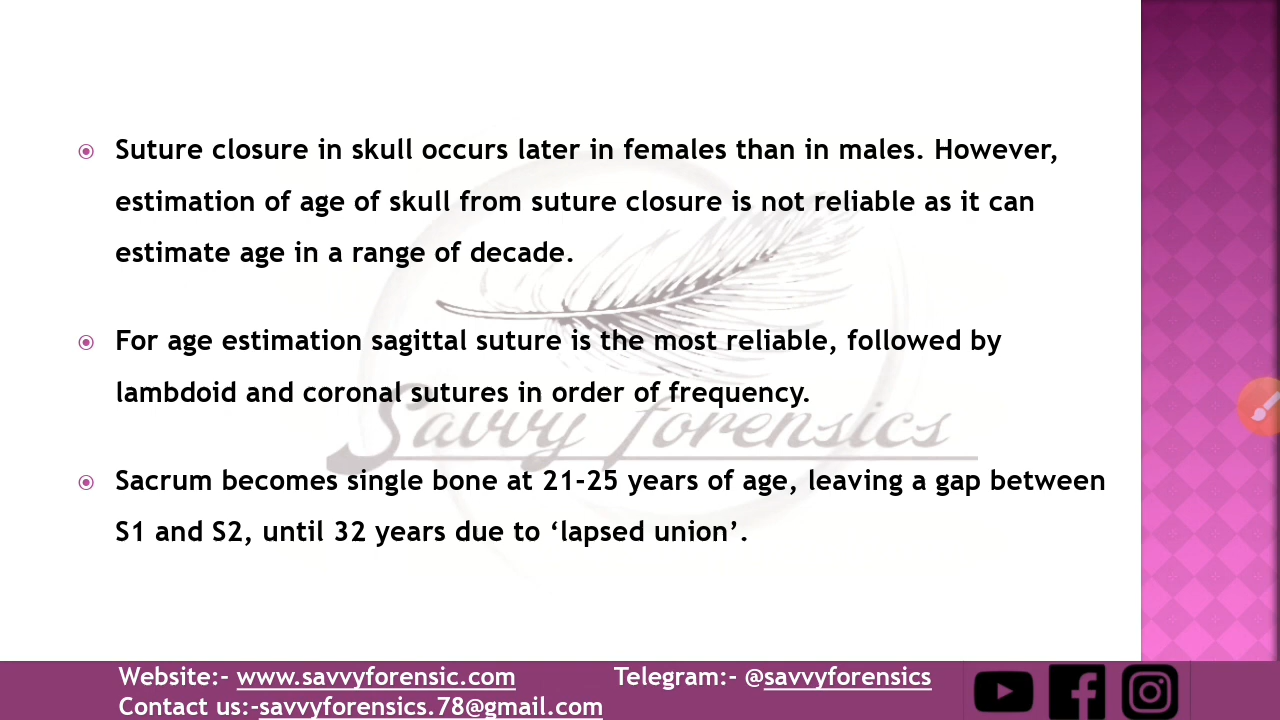 Suture closure in skull occurs later in females than in males. However,
estimation of age of skull from suture closure is not reliable as it can
estimate age in a range of decade.
For age estimation sagittal suture is the most reliable, followed by
lambdoid and coronal sutures in order of frequency.
Savvy forensics
Sacrum becomes single bone at 21-25 years of age, leaving a gap between
S1 and S2, until 32 years due to ‘lapsed union’.
Website:- www.savvyforensic.com Telegram:- @savvyforensics
Contact us:-savvyforensics.78@gmail.com